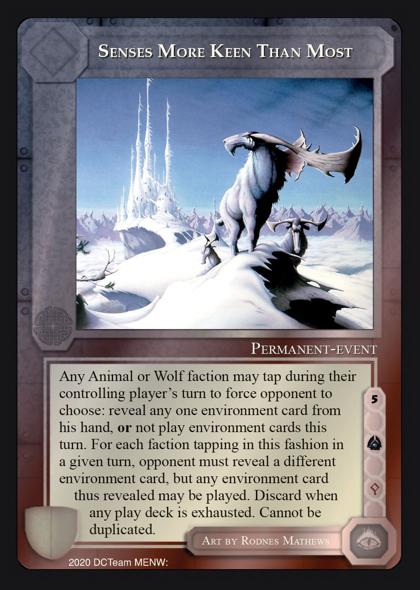 Senses More Keen Than Most
Permanent-event
Any Animal or Wolf faction may tap during their
controlling player's turn to force opponent to
choose: reveal any one environment card from
his hand, or not play environment cards this
turn. For each faction tapping in this fashion in
a given turn, opponent must reveal a different
environment card, but any environment card
thus revealed may be played. Discard when
any play deck is exhausted. Cannot be
duplicated.
5
Art by Rodnes Mathews
2020 DCTeam MENW: